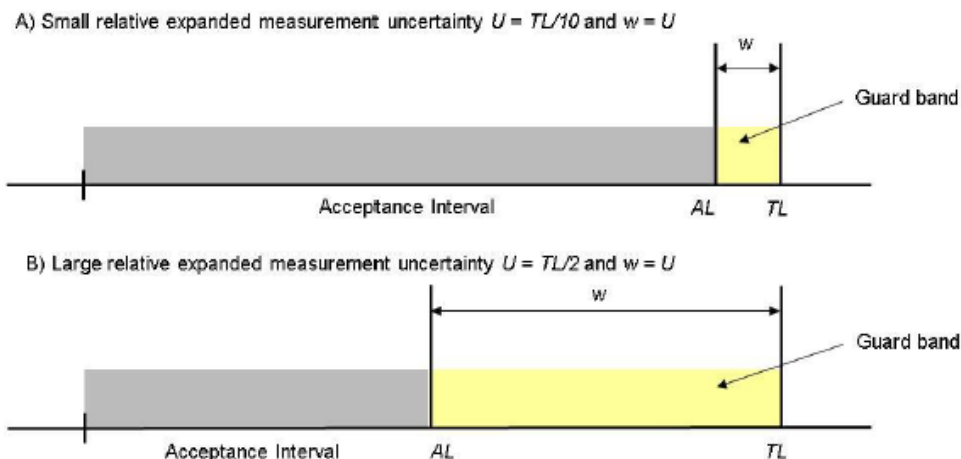 A) Small relative expanded measurement uncertainty U = TL/10 and w = U
w
Guard band
Acceptance Interval AL TL
B) Large relative expanded measurement uncertainty U = TL/2 and w = U
w
Guard band
Acceptance Interval AL TL